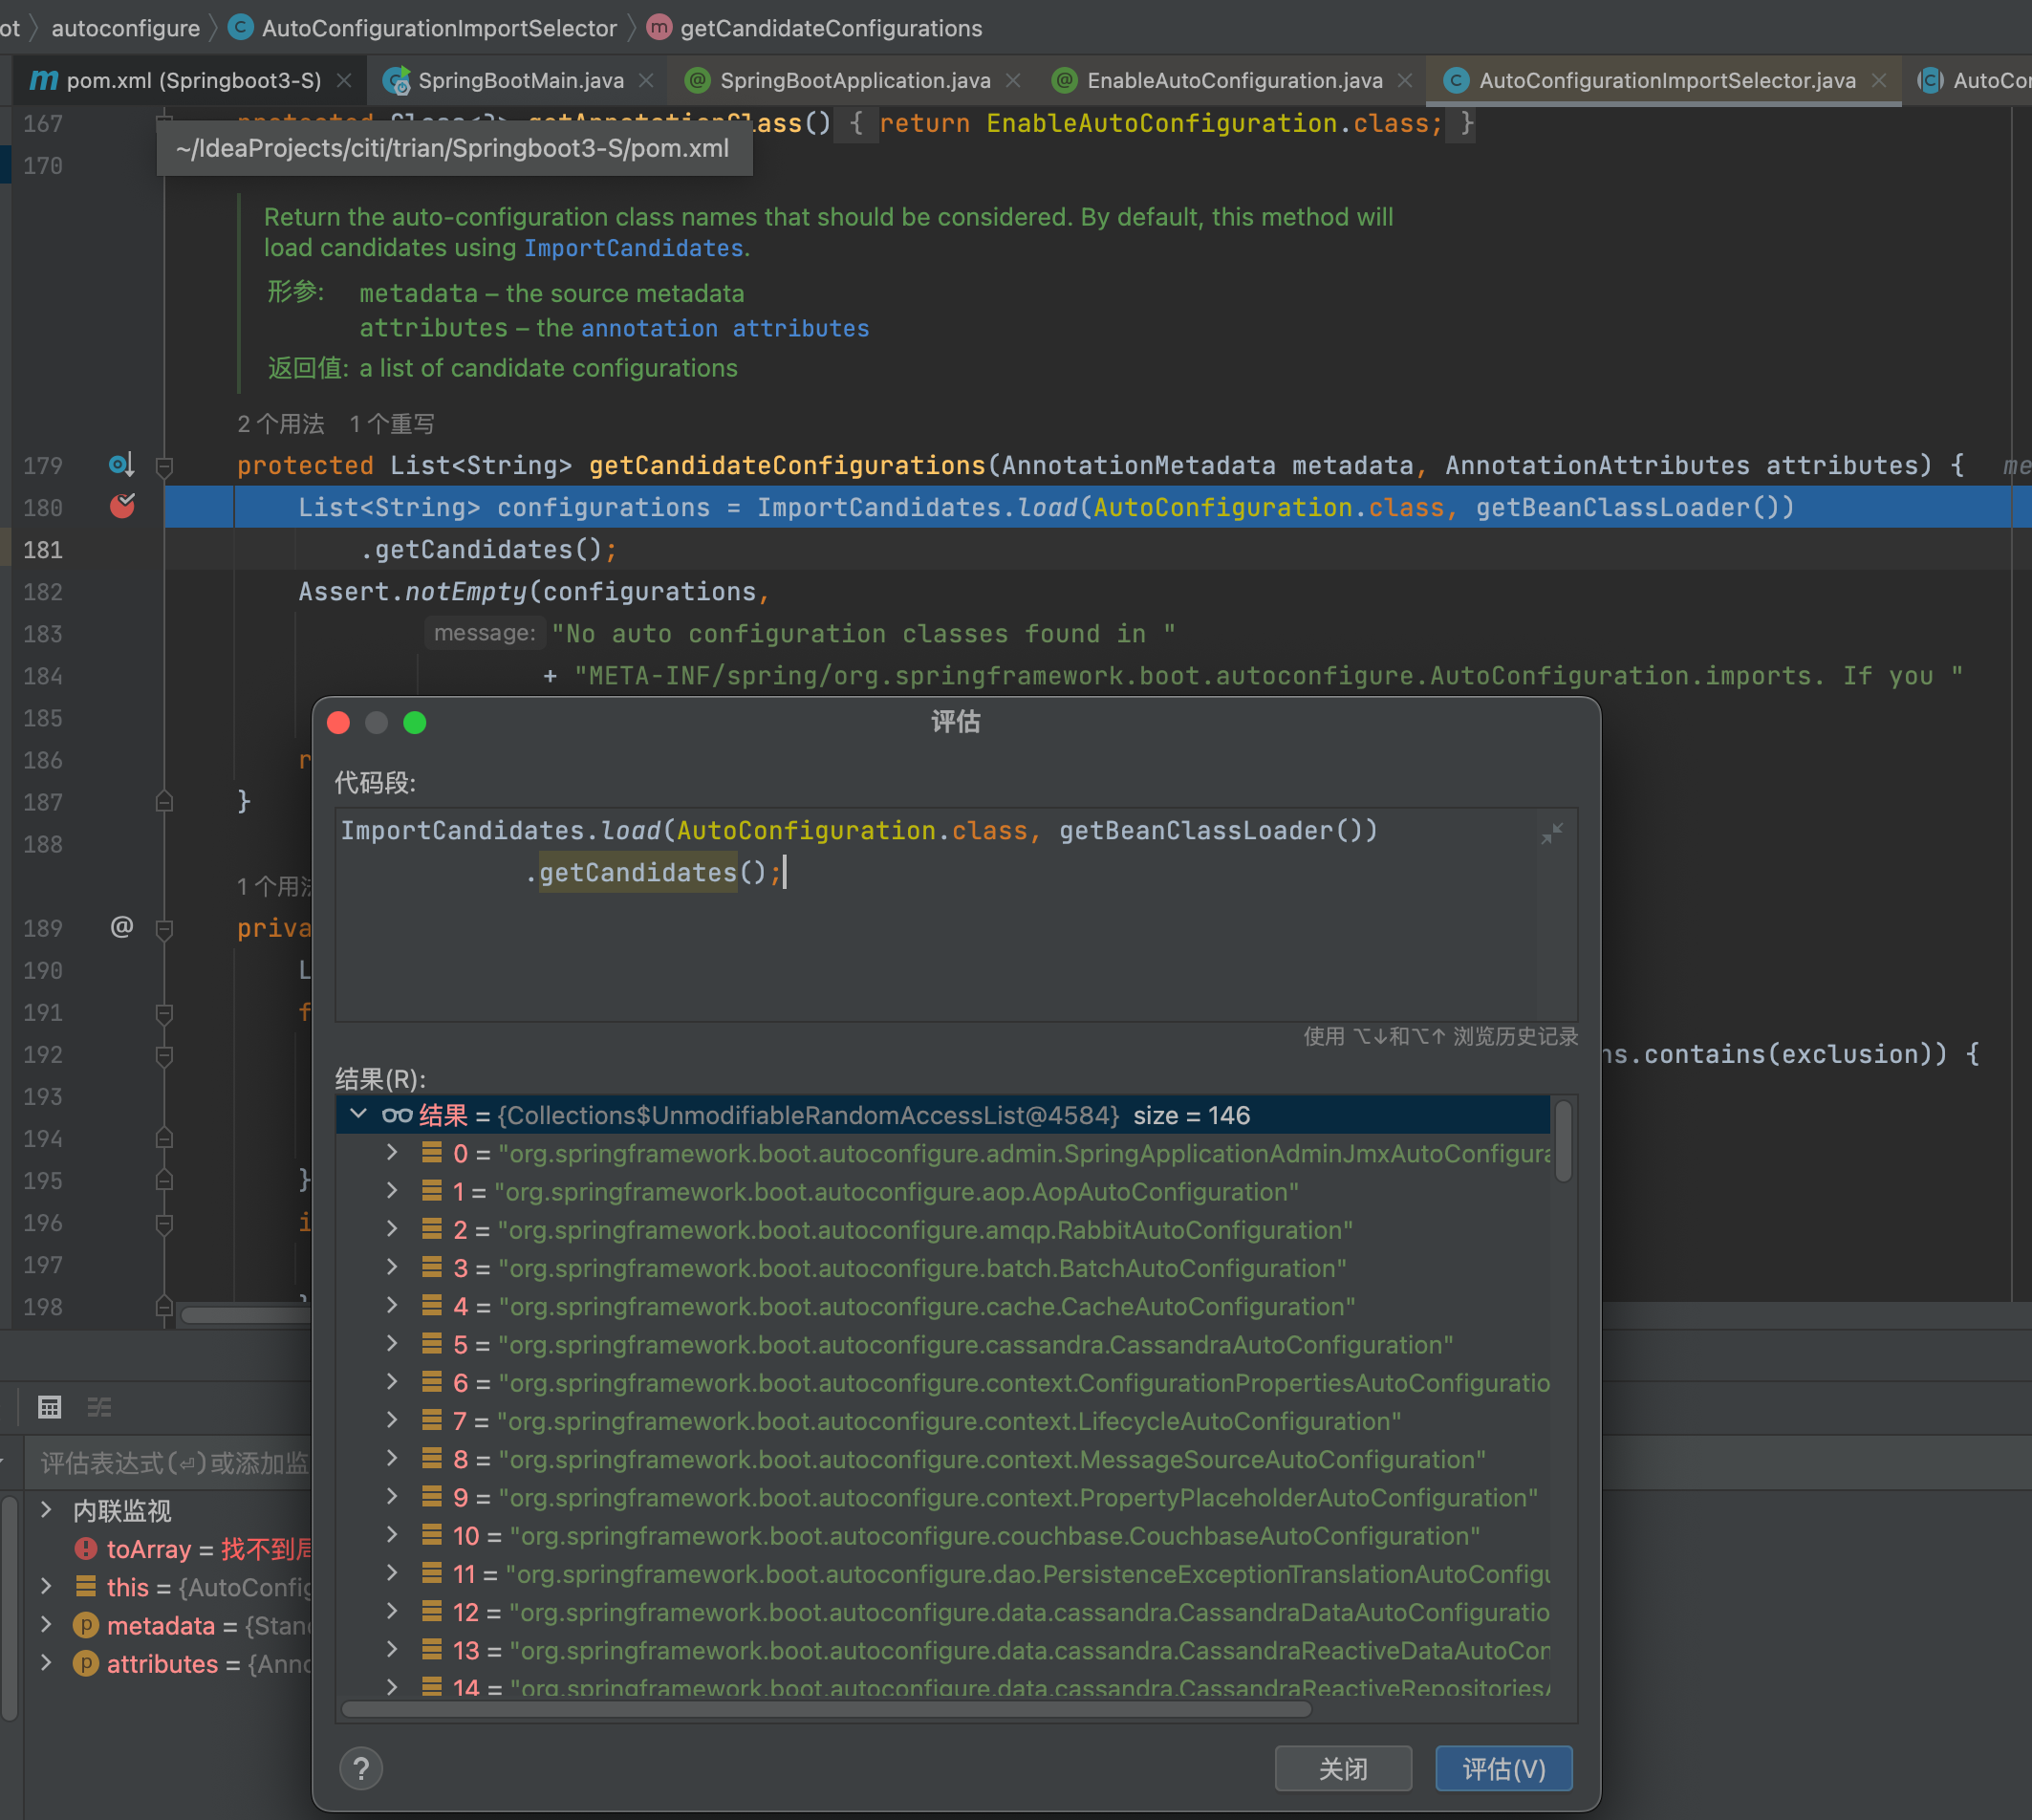 ot 〉 autoconfigure 〉 AutoConfigurationImportSelector 〉 m getCandidateConfigurations
m pom.xml (Springboot3-S) SpringBootMain.java @ SpringBootApplication.java @ EnableAutoConfiguration.java C AutoConfigurationImportSelector.java C AutoCon
167 protected Class<?> getAnnotationClass() { return EnableAutoConfiguration.class; }
~/IdeaProjects/citi/trian/Springboot3-S/pom.xml
170
Return the auto-configuration class names that should be considered. By default, this method will
load candidates using ImportCandidates.
形参: metadata – the source metadata
attributes – the annotation attributes
返回值: a list of candidate configurations
2 个用法 1 个重写
179 protected List<String> getCandidateConfigurations(AnnotationMetadata metadata, AnnotationAttributes attributes) { me
180 List<String> configurations = ImportCandidates.load(AutoConfiguration.class, getBeanClassLoader())
181 .getCandidates();
182 Assert.notEmpty(configurations,
183 message: "No auto configuration classes found in "
184 + "META-INF/spring/org.springframework.boot.autoconfigure.AutoConfiguration.imports. If you "
185
186 r
187 }
188
1 个用法
189 @ priva
190 L
191 f
192 ns.contains(exclusion)) {
193
194
195 }
196 i
197
198 }
评估
代码段:
ImportCandidates.load(AutoConfiguration.class, getBeanClassLoader())
.getCandidates();
使用 ⌥↓和⌥↑ 浏览历史记录
结果(R):
结果 = {Collections$UnmodifiableRandomAccessList@4584} size = 146
0 = "org.springframework.boot.autoconfigure.admin.SpringApplicationAdminJmxAutoConfigura
1 = "org.springframework.boot.autoconfigure.aop.AopAutoConfiguration"
2 = "org.springframework.boot.autoconfigure.amqp.RabbitAutoConfiguration"
3 = "org.springframework.boot.autoconfigure.batch.BatchAutoConfiguration"
4 = "org.springframework.boot.autoconfigure.cache.CacheAutoConfiguration"
5 = "org.springframework.boot.autoconfigure.cassandra.CassandraAutoConfiguration"
6 = "org.springframework.boot.autoconfigure.context.ConfigurationPropertiesAutoConfiguratio
7 = "org.springframework.boot.autoconfigure.context.LifecycleAutoConfiguration"
8 = "org.springframework.boot.autoconfigure.context.MessageSourceAutoConfiguration"
9 = "org.springframework.boot.autoconfigure.context.PropertyPlaceholderAutoConfiguration"
10 = "org.springframework.boot.autoconfigure.couchbase.CouchbaseAutoConfiguration"
11 = "org.springframework.boot.autoconfigure.dao.PersistenceExceptionTranslationAutoConfigu
12 = "org.springframework.boot.autoconfigure.data.cassandra.CassandraDataAutoConfiguratio
13 = "org.springframework.boot.autoconfigure.data.cassandra.CassandraReactiveDataAutoCon
14 = "org.springframework.boot.autoconfigure.data.cassandra.CassandraReactiveRepositoriesA
? 关闭 评估(V)
评估表达式(⏎)或添加监
内联监视
toArray = 找不到局
this = {AutoConfig
p metadata = {Stand
p attributes = {Anno